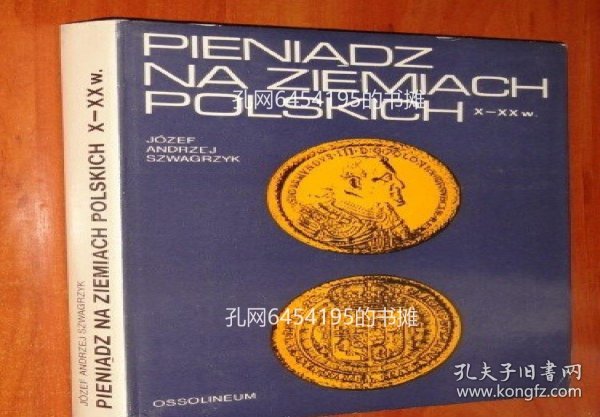 PIENIĄDZ
NA ZIEMIACH
POLSKICH X-XX w.
JÓZEF
ANDRZEJ
SZWAGRZYK
OSSOLINEUM
JÓZEF ANDRZEJ SZWAGRZYK
PIENIĄDZ NA ZIEMIACH POLSKICH X-XX w.
孔网6454195的书摊
孔网6454195的书摊
孔夫子旧书网
www.kongfz.com